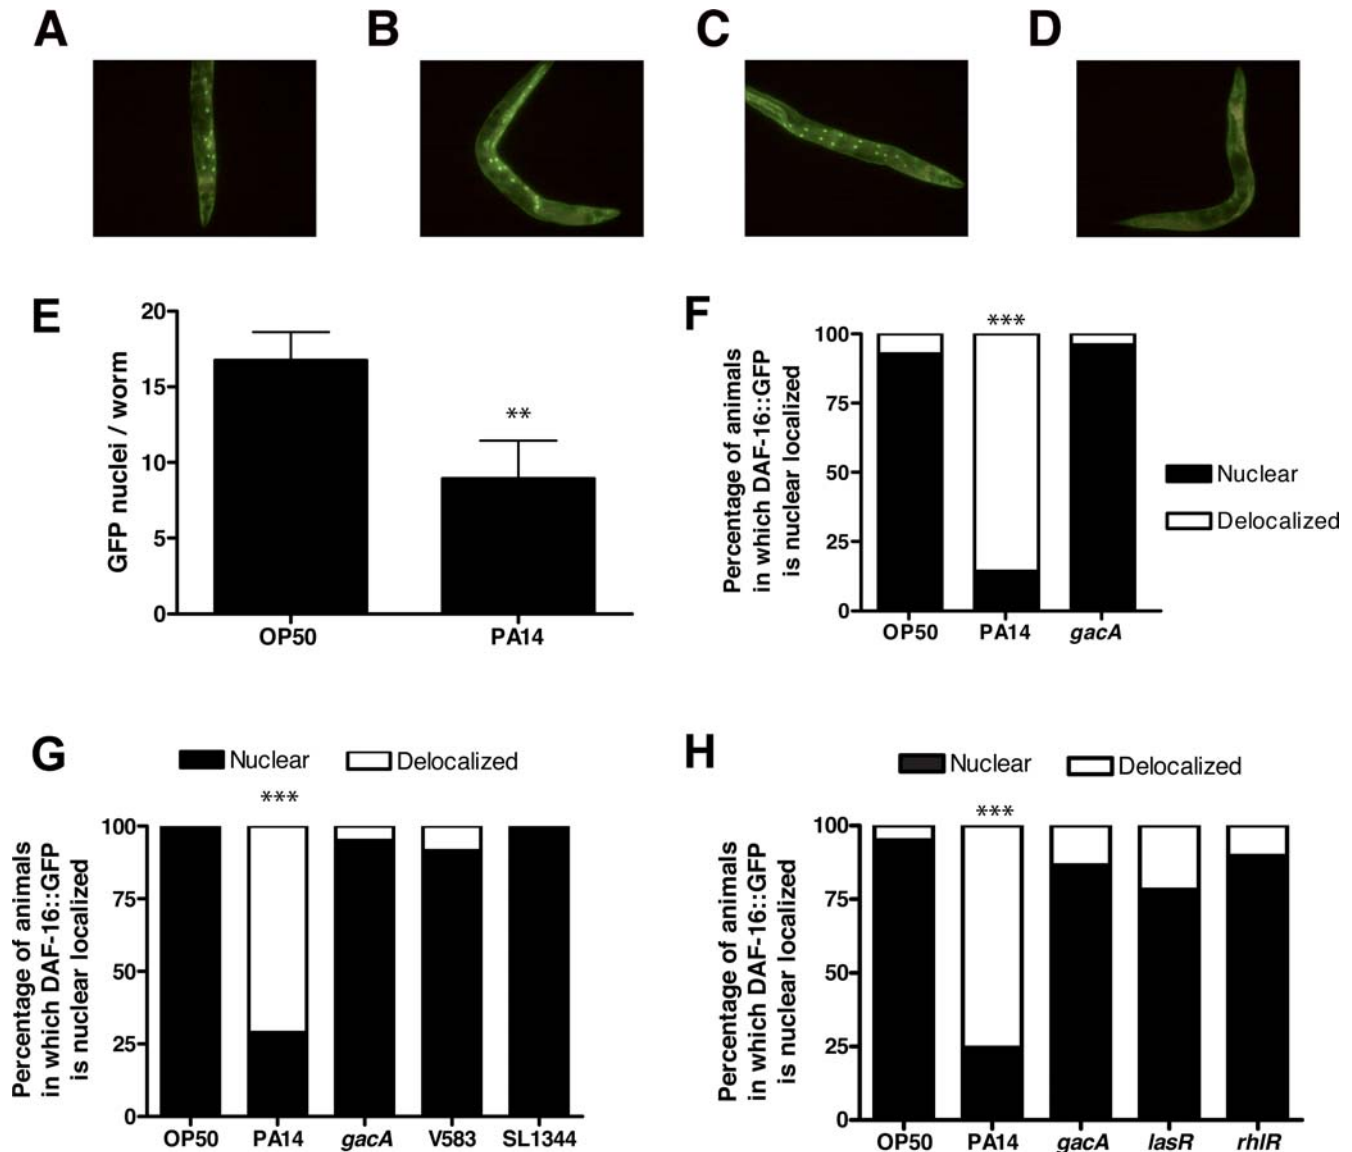 A
B
C
D
E
20
15
10
5
0
GFP nuclei / worm
**
OP50
PA14
F
***
100
75
50
25
0
Percentage of animals
in which DAF-16::GFP
is nuclear localized
OP50
PA14
gacA
Nuclear
Delocalized
G
Nuclear
Delocalized
***
100
75
50
25
0
Percentage of animals
in which DAF-16::GFP
is nuclear localized
OP50
PA14
gacA
V583
SL1344
H
Nuclear
Delocalized
***
100
75
50
25
0
Percentage of animals
in which DAF-16::GFP
is nuclear localized
OP50
PA14
gacA
lasR
rhlR